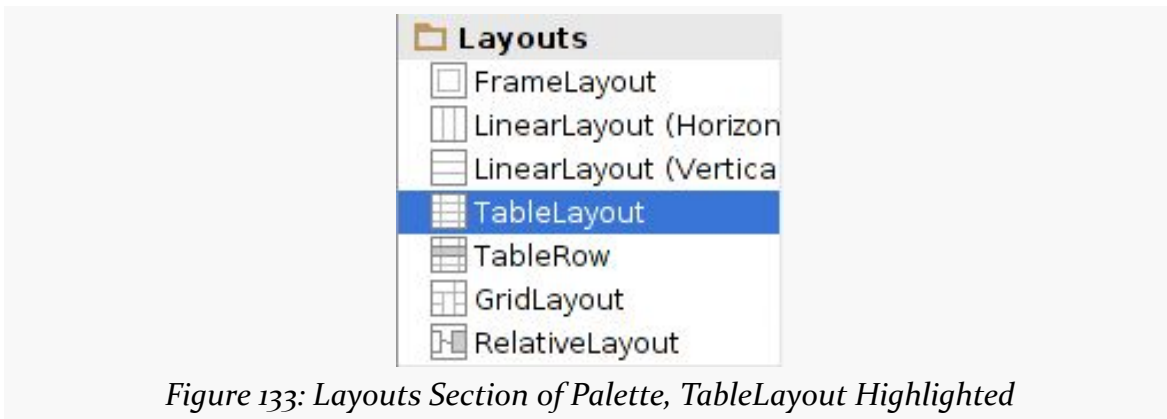 Layouts
FrameLayout
LinearLayout (Horizon
LinearLayout (Vertica
TableLayout
TableRow
GridLayout
RelativeLayout
Figure 133: Layouts Section of Palette, TableLayout Highlighted